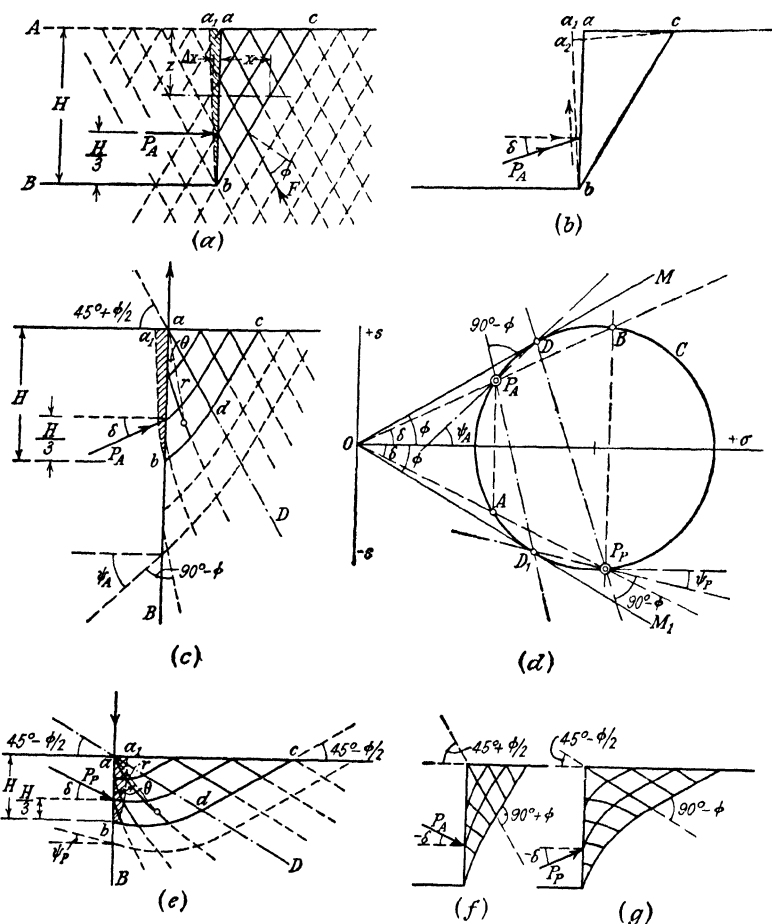 A a₁ a c
Δx x
z
H
P_A
H/3
ϕ
B b F
(a)
a₁ a c
a₂
δ
P_A
b
(b)
45°+ϕ/2 a c
a₁
θ
H r
H/3 δ d
P_A b
D
ψ_A 90°-ϕ
B
(c)
M
+s 90°-ϕ D B
C
P_A
ϕ
δ ψ_A
O +σ
δ
ϕ
A
D₁ P_P
-s ψ_P
90°-ϕ
M₁
(d)
45°-ϕ/2 a a₁ c 45°-ϕ/2
r
H P_P
δ θ
H/3 d
b
ψ_P D
B
(e)
45°+ϕ/2
P_A 90°+ϕ
-δ
(f)
45°-ϕ/2
90°-ϕ
-δ
P_P
(g)